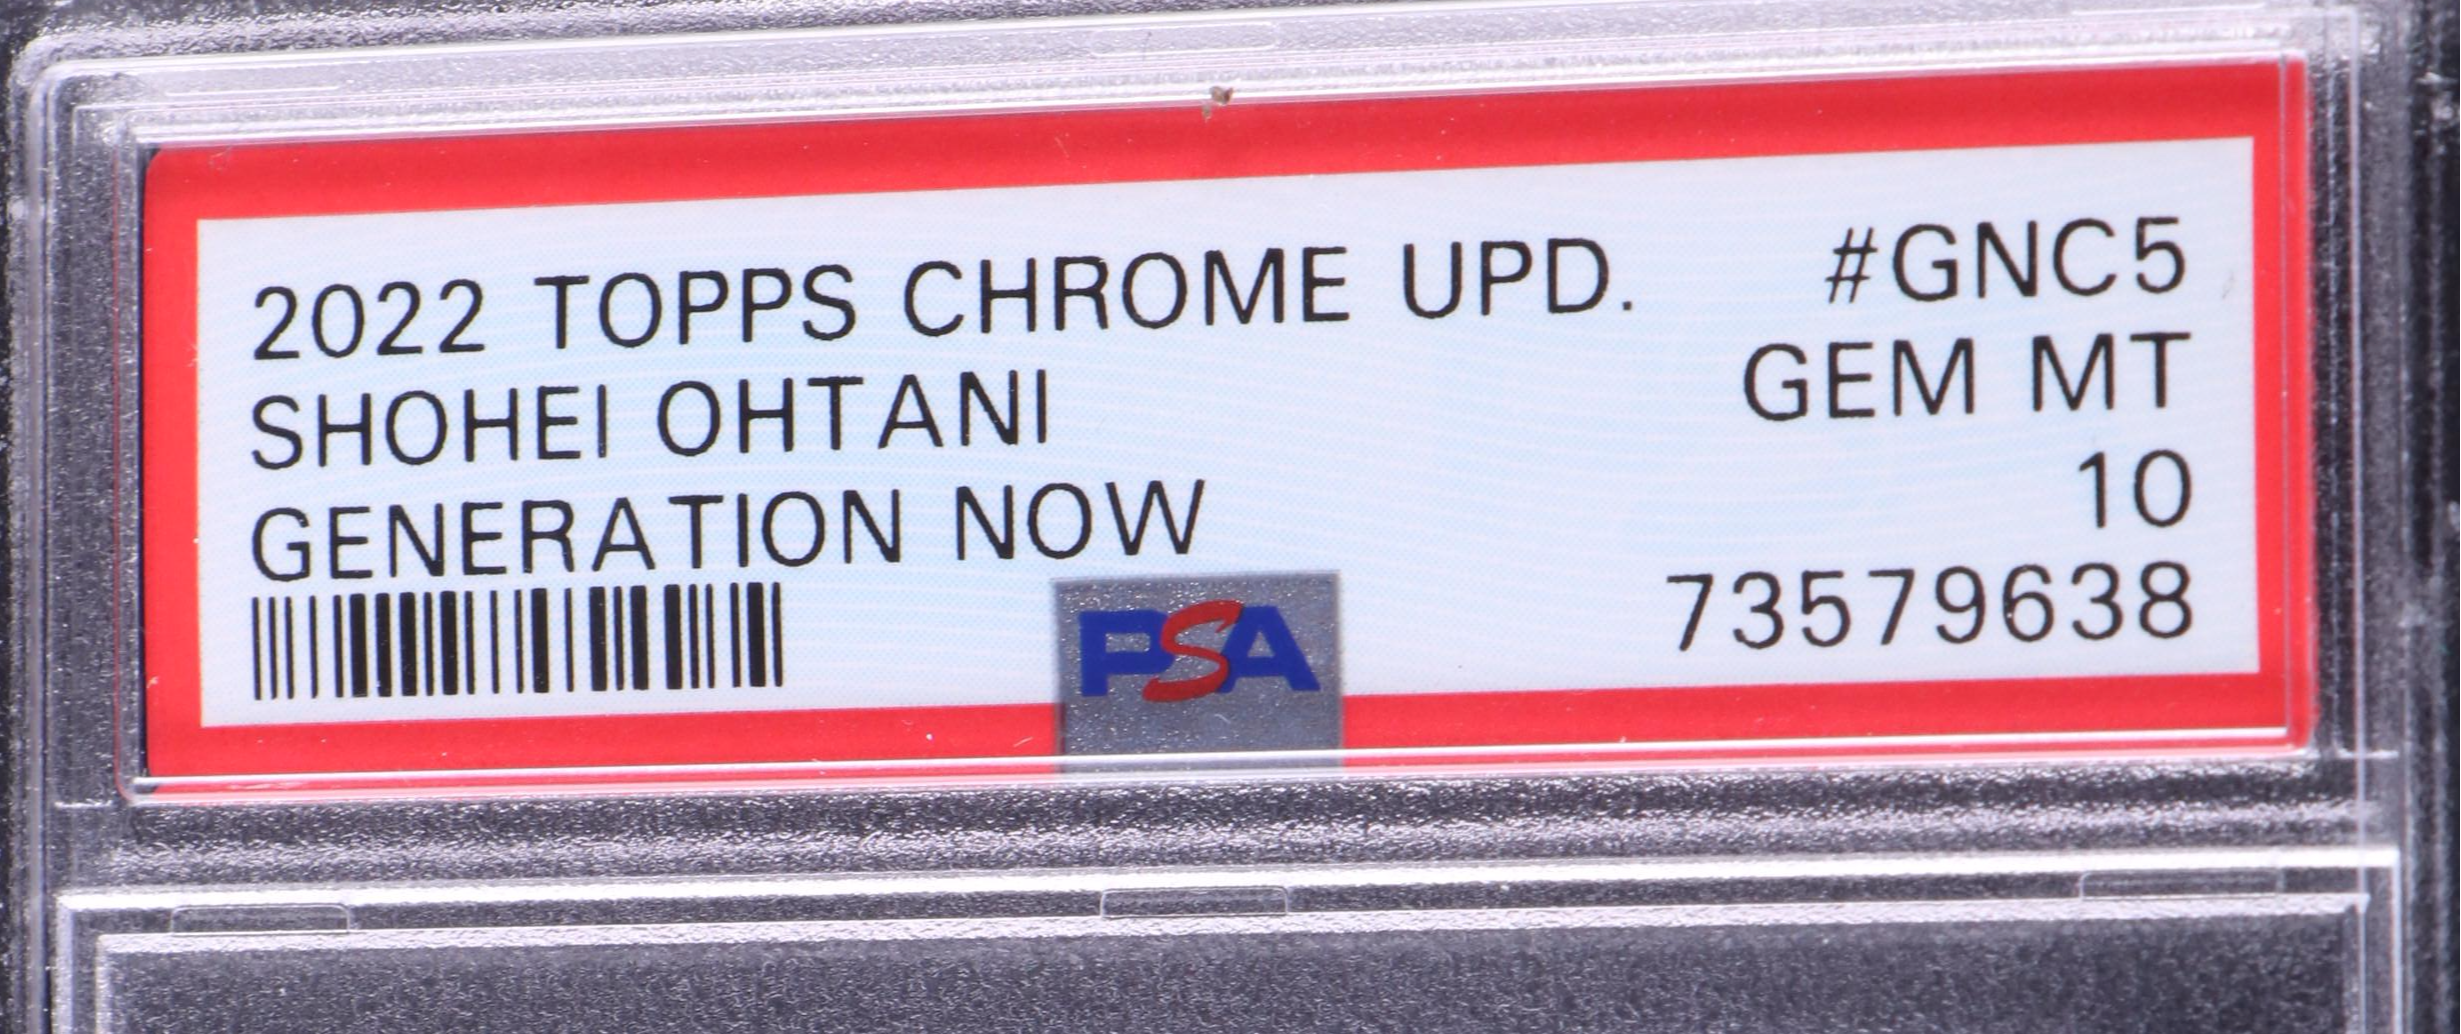 2022 TOPPS CHROME UPD. #GNC5
SHOHEI OHTANI GEM MT
GENERATION NOW 10
PSA 73579638